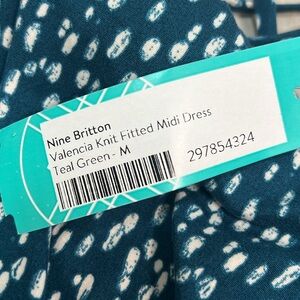 Nine Britton
Valencia Knit Fitted Midi Dress
Teal Green - M
297854324